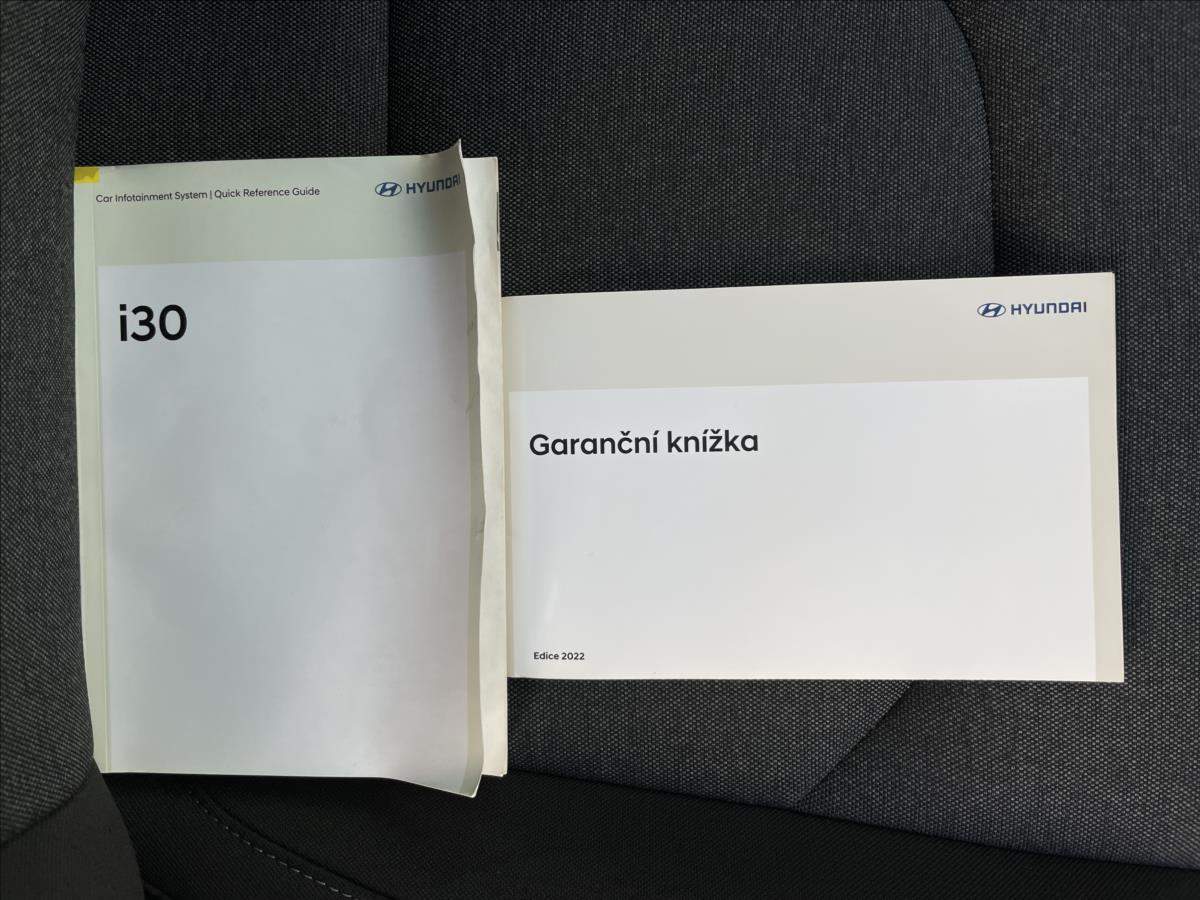 Car Infotainment System | Quick Reference Guide
HYUNDAI
i30
HYUNDAI
Garanční knížka
Edice 2022